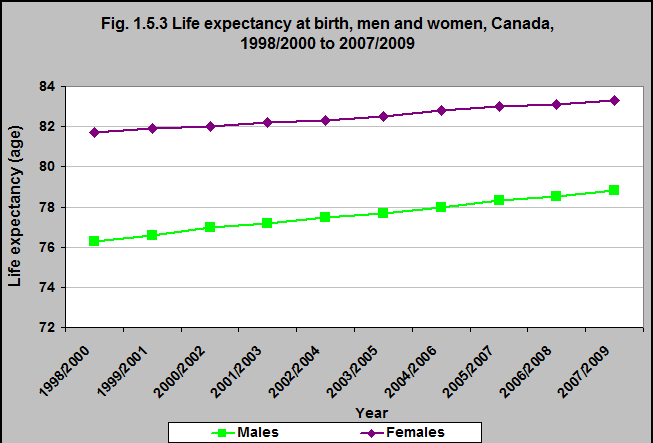 Fig. 1.5.3 Life expectancy at birth, men and women, Canada,
1998/2000 to 2007/2009
Life expectancy (age)
84
82
80
78
76
74
72
1998/2000
1999/2001
2000/2002
2001/2003
2002/2004
2003/2005
2004/2006
2005/2007
2006/2008
2007/2009
Year
Males
Females